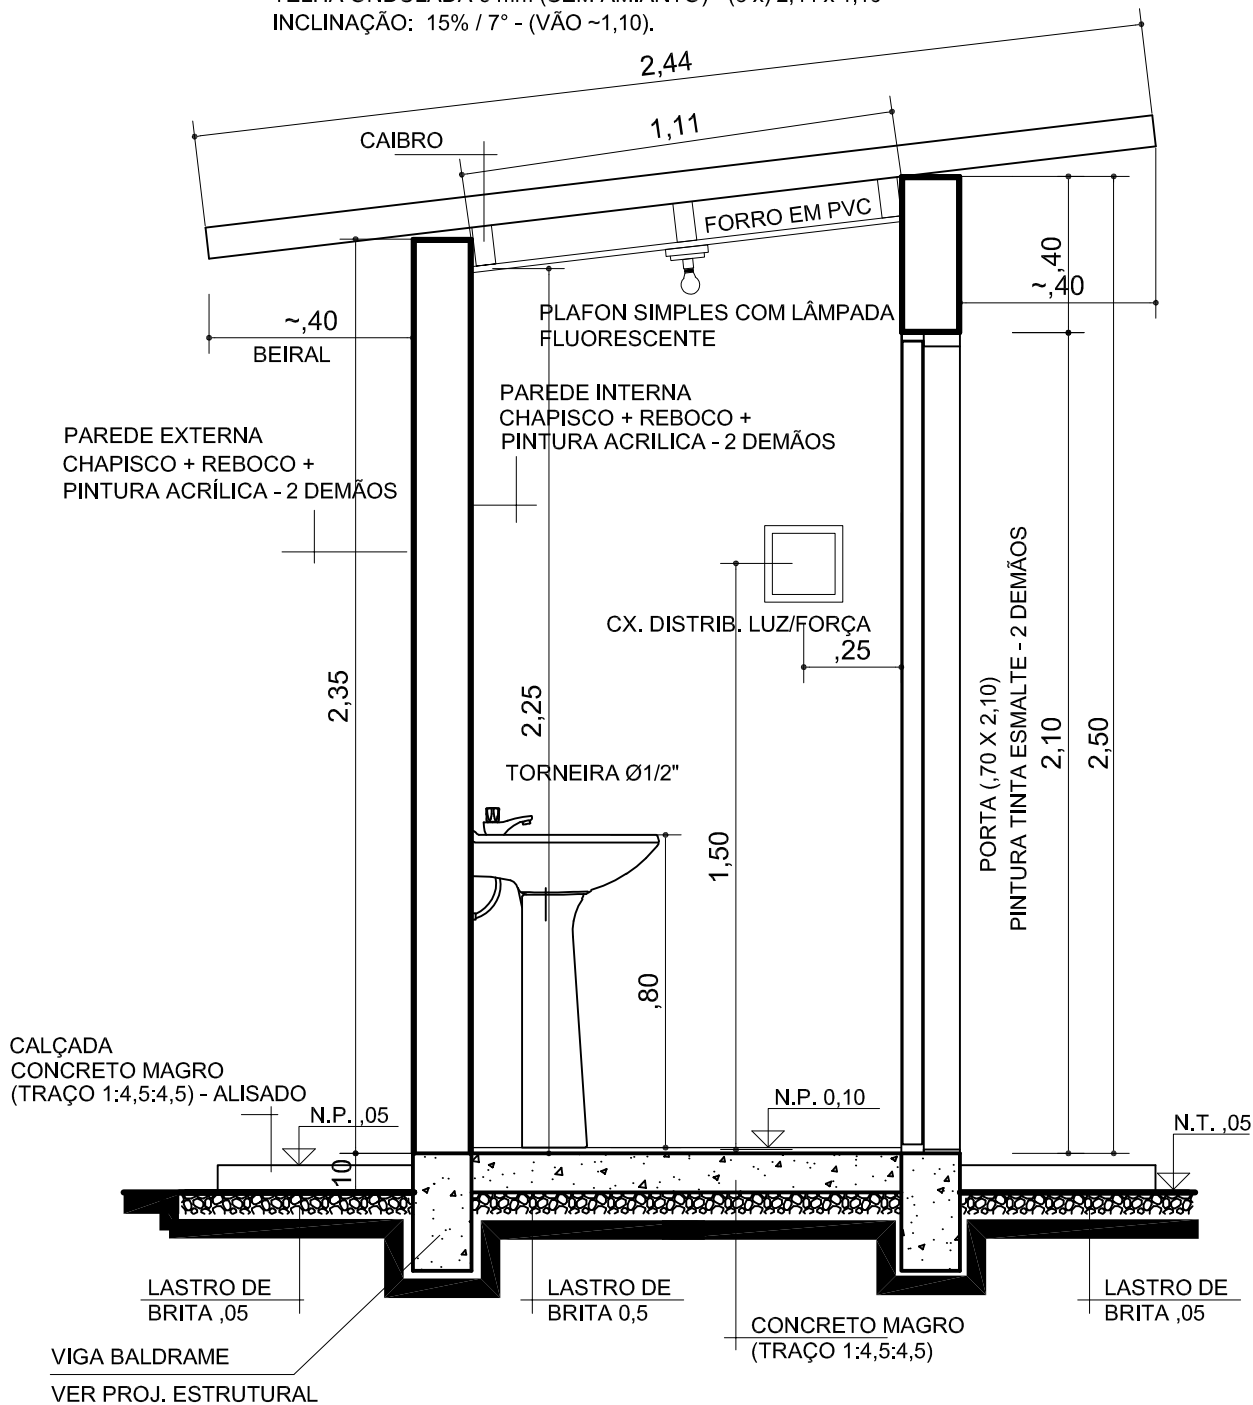 INCLINAÇÃO: 15% / 7° - (VÃO ~1,10).
2,44
1,11
CAIBRO
FORRO EM PVC
,40
~,40
~,40
BEIRAL
PLAFON SIMPLES COM LÂMPADA
FLUORESCENTE
PAREDE INTERNA
CHAPISCO + REBOCO +
PINTURA ACRILICA - 2 DEMÃOS
PAREDE EXTERNA
CHAPISCO + REBOCO +
PINTURA ACRÍLICA - 2 DEMÃOS
CX. DISTRIB. LUZ/FORÇA
,25
2,35
2,25
TORNEIRA Ø1/2"
1,50
,80
PORTA (,70 X 2,10)
PINTURA TINTA ESMALTE - 2 DEMÃOS
2,10
2,50
CALÇADA
CONCRETO MAGRO
(TRAÇO 1:4,5:4,5) - ALISADO
N.P. ,05
N.P. 0,10
N.T. ,05
10
LASTRO DE
BRITA ,05
LASTRO DE
BRITA 0,5
LASTRO DE
BRITA ,05
CONCRETO MAGRO
(TRAÇO 1:4,5:4,5)
VIGA BALDRAME
VER PROJ. ESTRUTURAL